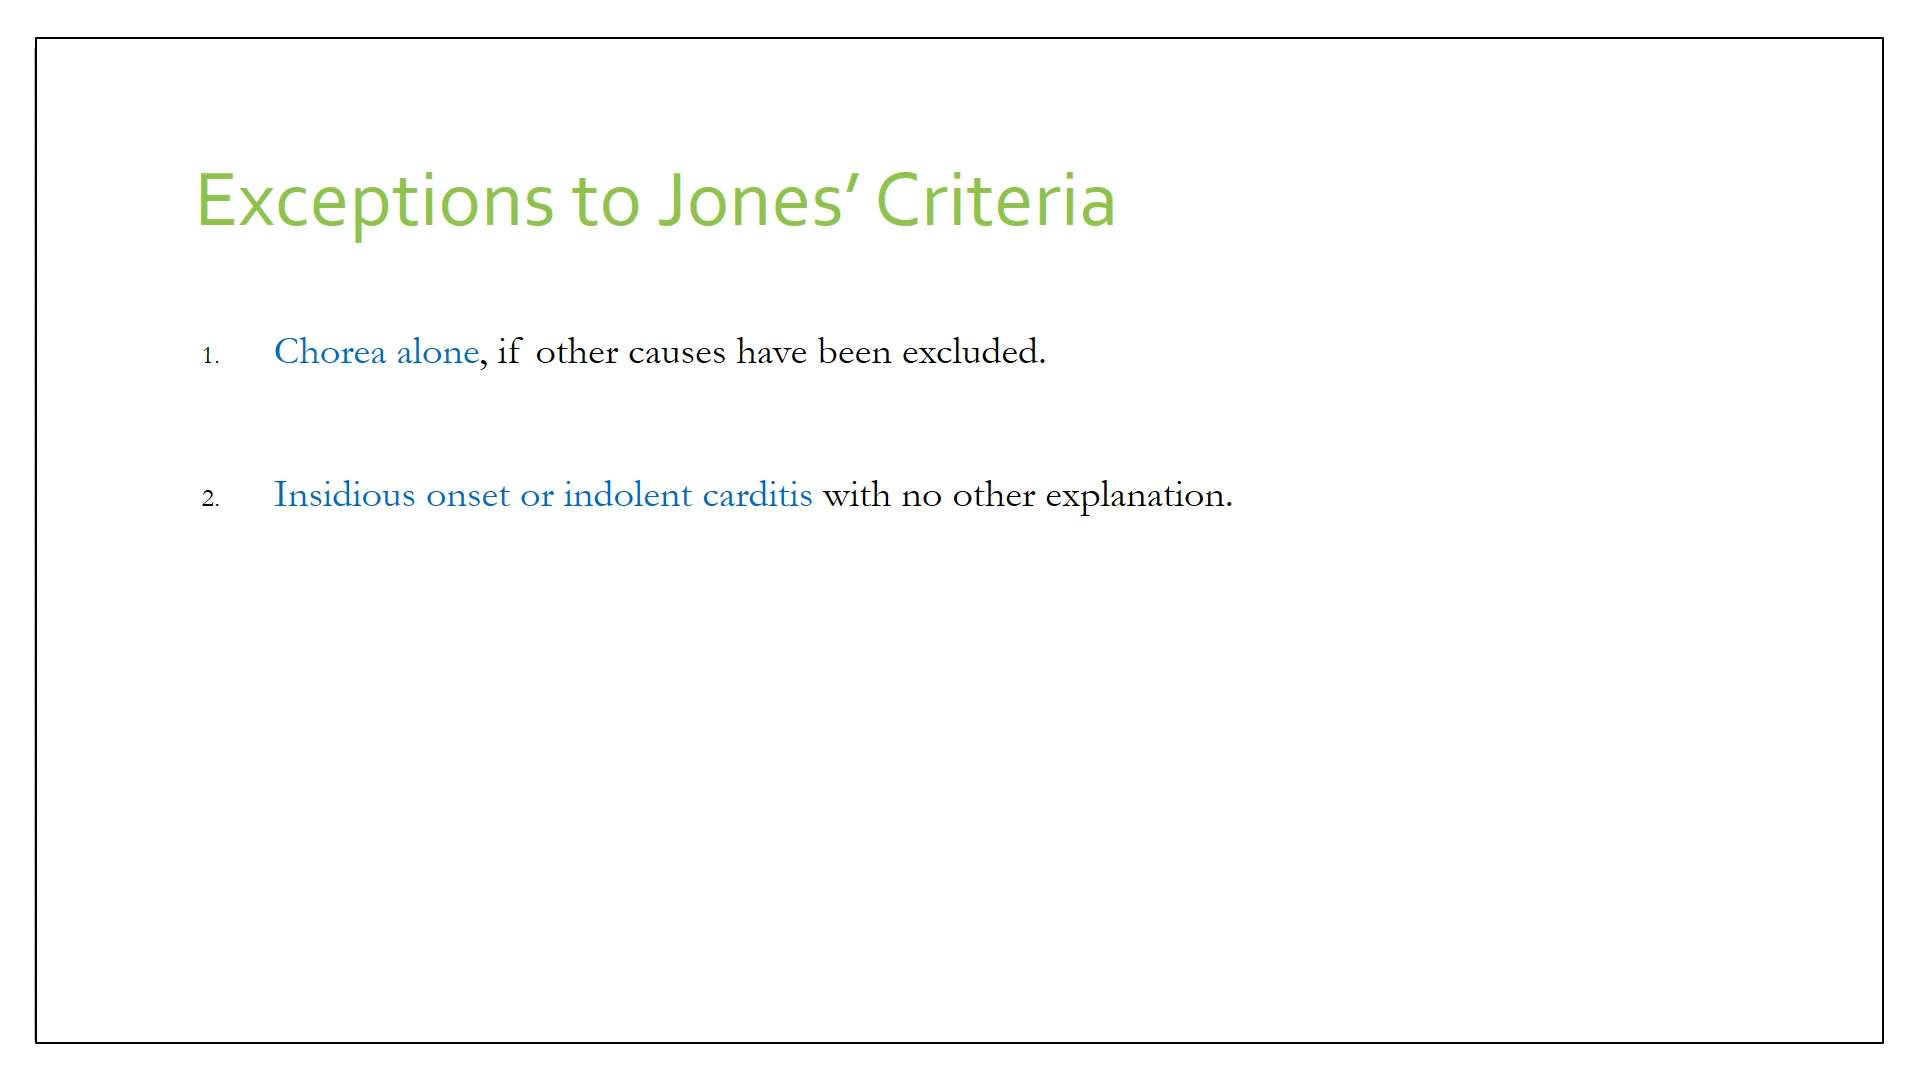 Exceptions to Jones’ Criteria
1. Chorea alone, if other causes have been excluded.
2. Insidious onset or indolent carditis with no other explanation.